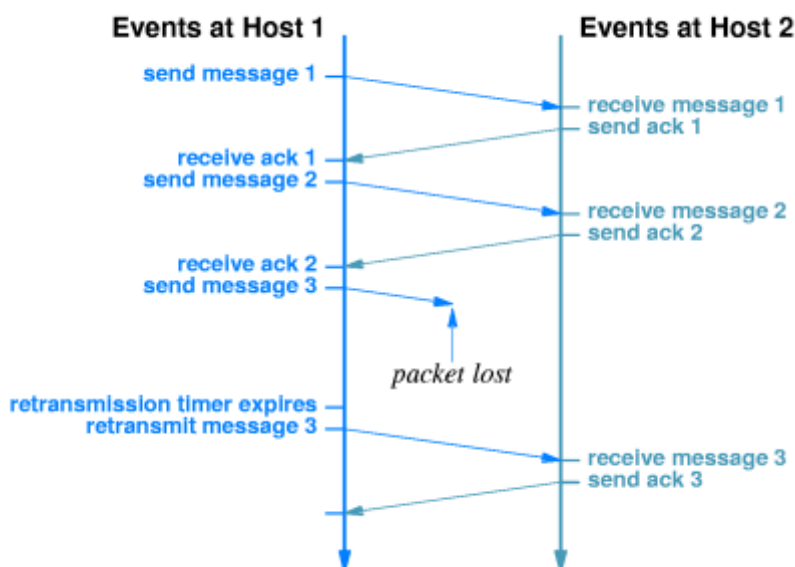 Events at Host 1
Events at Host 2
send message 1
receive message 1
send ack 1
receive ack 1
send message 2
receive message 2
send ack 2
receive ack 2
send message 3
packet lost
retransmission timer expires
retransmit message 3
receive message 3
send ack 3